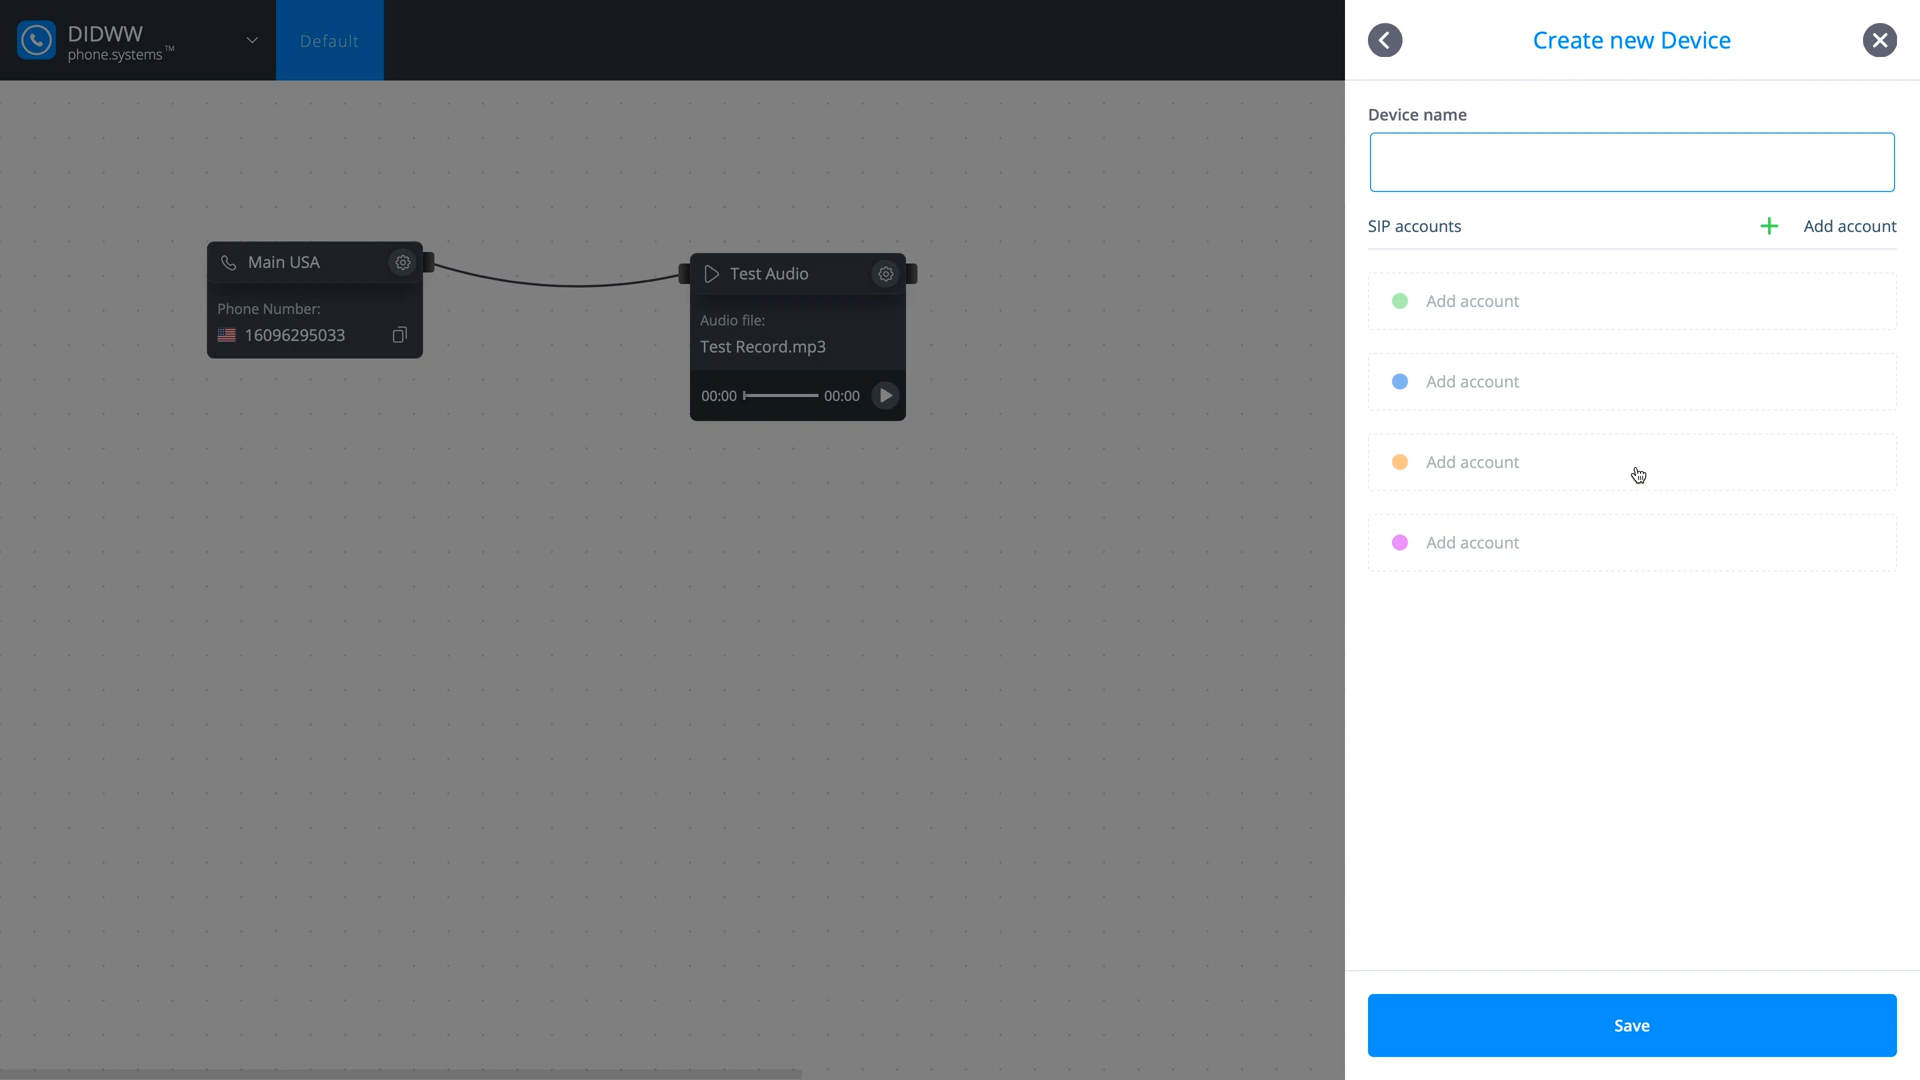 DIDWW
phone.systems™
Default
Create new Device
Device name
SIP accounts
Add account
Add account
Add account
Add account
Add account
Save
Main USA
Phone Number:
16096295033
Test Audio
Audio file:
Test Record.mp3
00:00 00:00